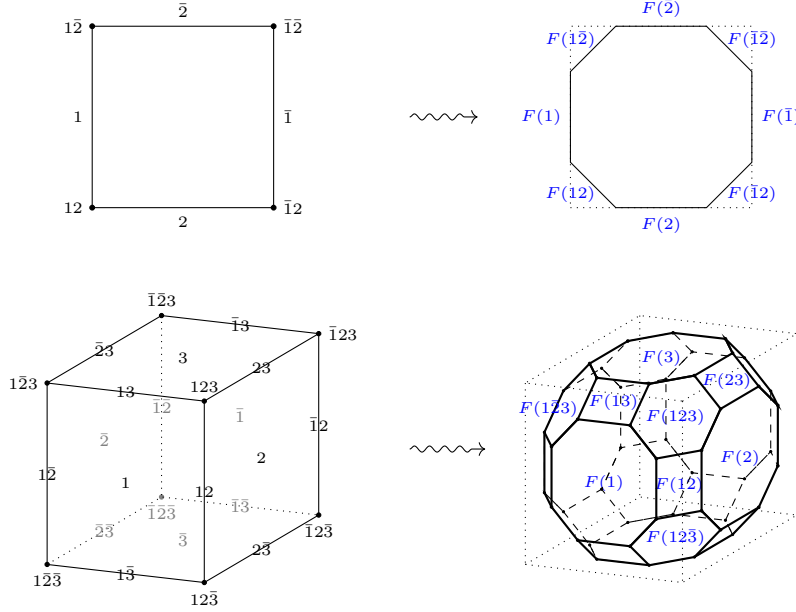 2̄
F(2)
12̄
1̄2̄
F(12̄)
F(1̄2̄)
1
1̄
F(1)
F(1̄)
F(12)
F(1̄2)
12
1̄2
2
F(2)
1̄2̄3
1̄3
1̄23
2̄3
3
F(3)
23
12̄3
13
123
F(23)
1̄2̄
1̄
F(12̄3)
F(13)
F(123)
1̄2
2̄
2
F(2)
12̄
1
12
F(1)
F(12)
1̄2̄3̄
1̄3̄
2̄3̄
1̄23̄
3̄
23̄
F(123̄)
12̄3̄
13̄
123̄